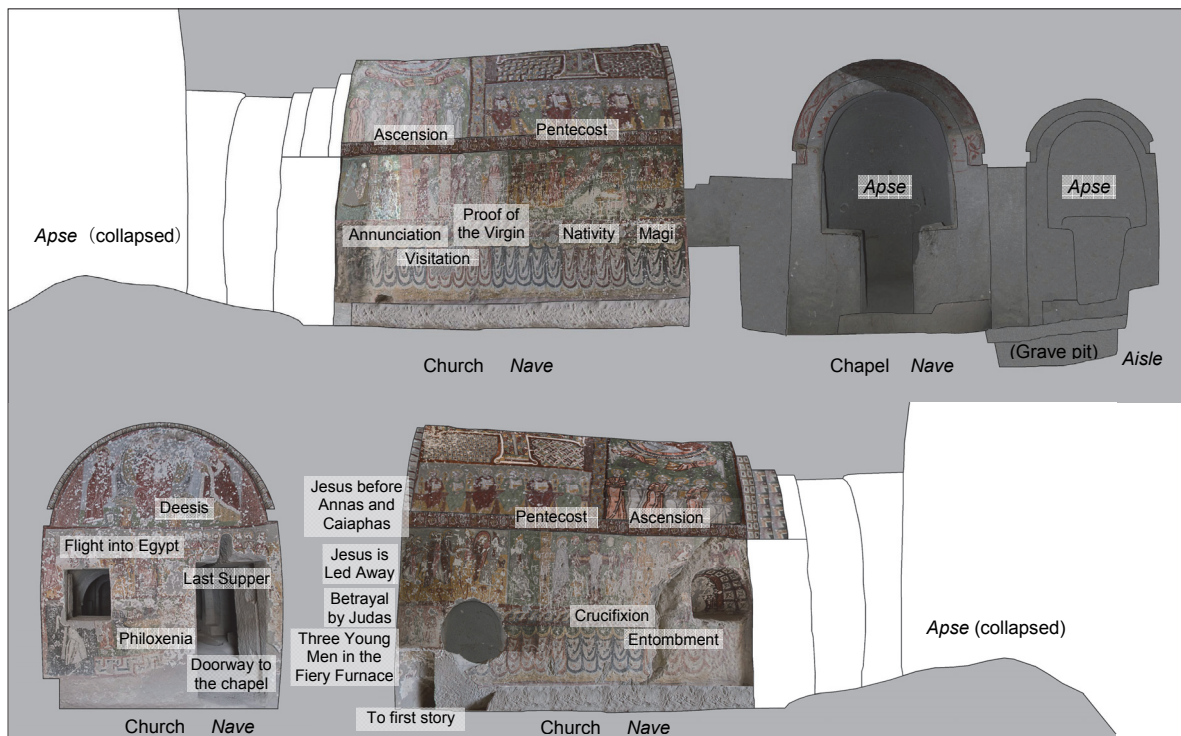 Ascension
Pentecost
Apse
Apse
Apse (collapsed)
Annunciation
Visitation
Proof of
the Virgin
Nativity
Magi
Church Nave
Chapel Nave
(Grave pit)
Aisle
Deesis
Flight into Egypt
Last Supper
Philoxenia
Doorway to
the chapel
Church Nave
Jesus before
Annas and
Caiaphas
Jesus is
Led Away
Betrayal
by Judas
Three Young
Men in the
Fiery Furnace
To first story
Pentecost
Ascension
Crucifixion
Entombment
Church Nave
Apse (collapsed)